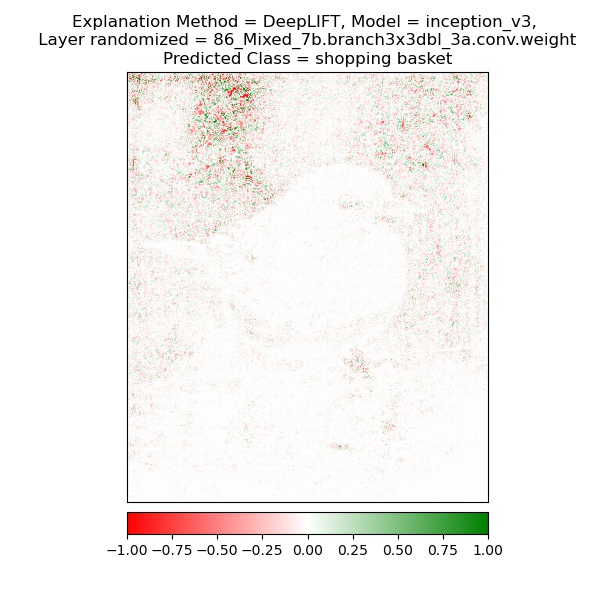 Explanation Method = DeepLIFT, Model = inception_v3,
Layer randomized = 86_Mixed_7b.branch3x3dbl_3a.conv.weight
Predicted Class = shopping basket
−1.00 −0.75 −0.50 −0.25 0.00 0.25 0.50 0.75 1.00